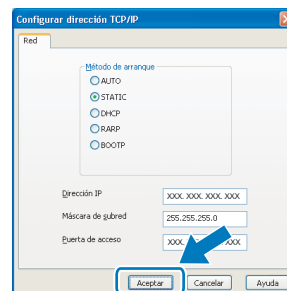 Configurar dirección TCP/IP
Red
Método de arranque
AUTO
STATIC
DHCP
RARP
BOOTP
Dirección IP XXX. XXX. XXX. XXX
Máscara de subred 255.255.255.0
Puerta de acceso XXX. XXX
Aceptar Cancelar Ayuda